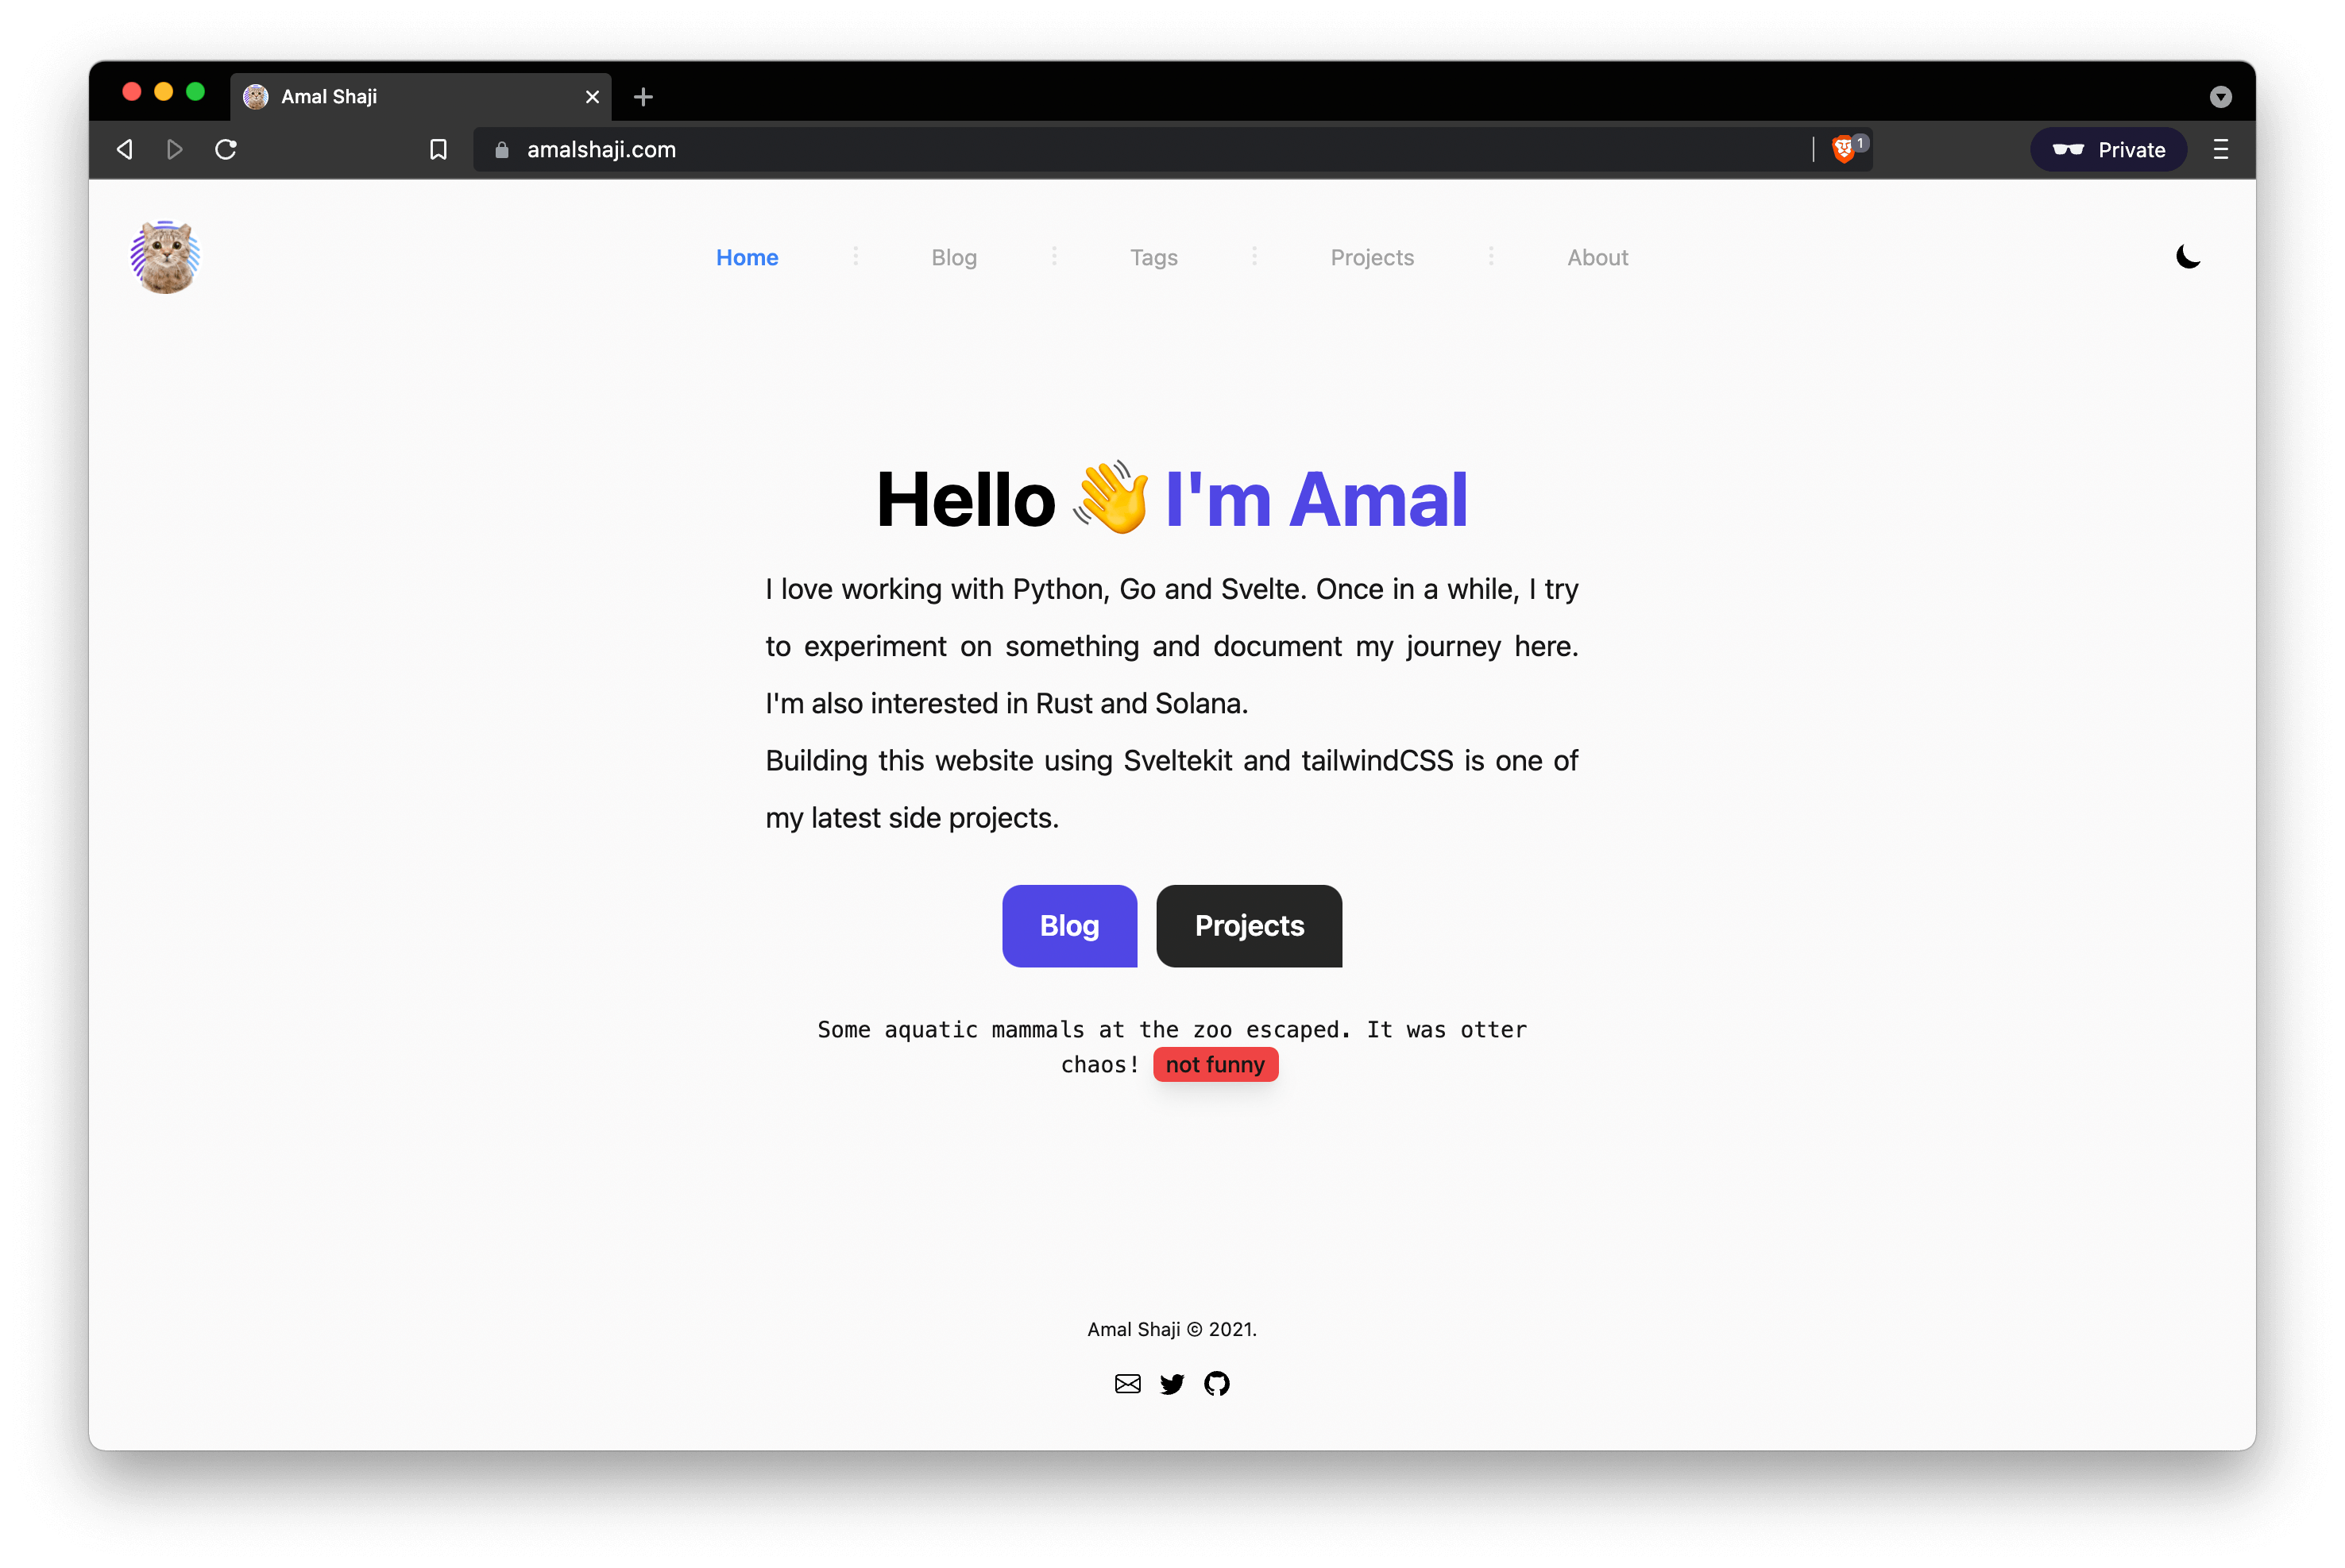 Amal Shaji
amalshaji.com
1
Private
Home
Blog
Tags
Projects
About
Hello 👋 I'm Amal
I love working with Python, Go and Svelte. Once in a while, I try
to experiment on something and document my journey here.
I'm also interested in Rust and Solana.
Building this website using Sveltekit and tailwindCSS is one of
my latest side projects.
Blog
Projects
Some aquatic mammals at the zoo escaped. It was otter
chaos! not funny
Amal Shaji © 2021.